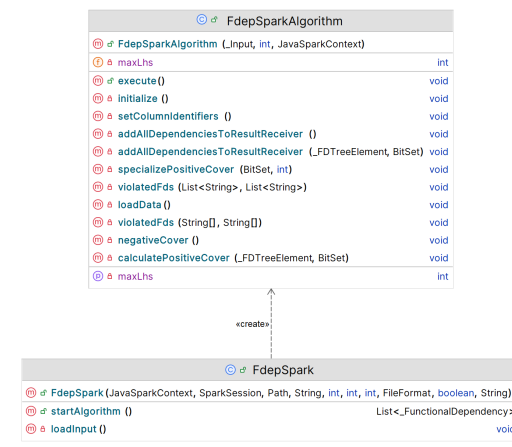 FdepSparkAlgorithm
FdepSparkAlgorithm (_Input, int, JavaSparkContext)
maxLhs int
execute() void
initialize () void
setColumnIdentifiers () void
addAllDependenciesToResultReceiver () void
addAllDependenciesToResultReceiver (_FDTreeElement, BitSet) void
specializePositiveCover (BitSet, int) void
violatedFds (List<String>, List<String>) void
loadData() void
violatedFds (String[], String[]) void
negativeCover () void
calculatePositiveCover (_FDTreeElement, BitSet) void
maxLhs int
«create»
FdepSpark
FdepSpark(JavaSparkContext, SparkSession, Path, String, int, int, int, FileFormat, boolean, String)
startAlgorithm () List<_FunctionalDependency>
loadInput () void